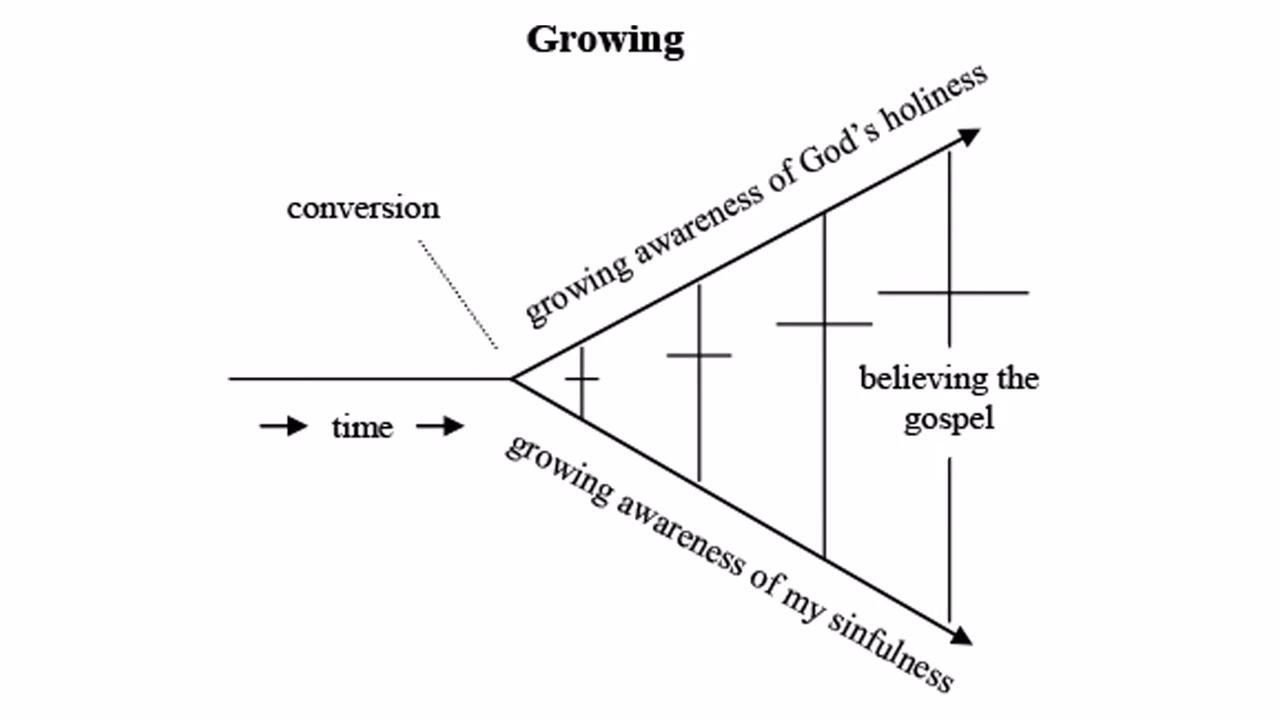 Growing
growing awareness of God’s holiness
conversion
time
believing the
gospel
growing awareness of my sinfulness